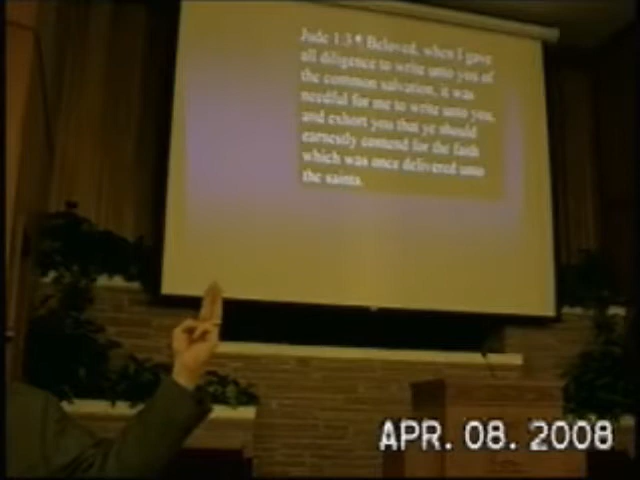 Jude 1:3 ¶ Beloved, when I gave
all diligence to write unto you of
the common salvation, it was
needful for me to write unto you,
and exhort you that ye should
earnestly contend for the faith
which was once delivered unto
the saints.
APR. 08. 2008